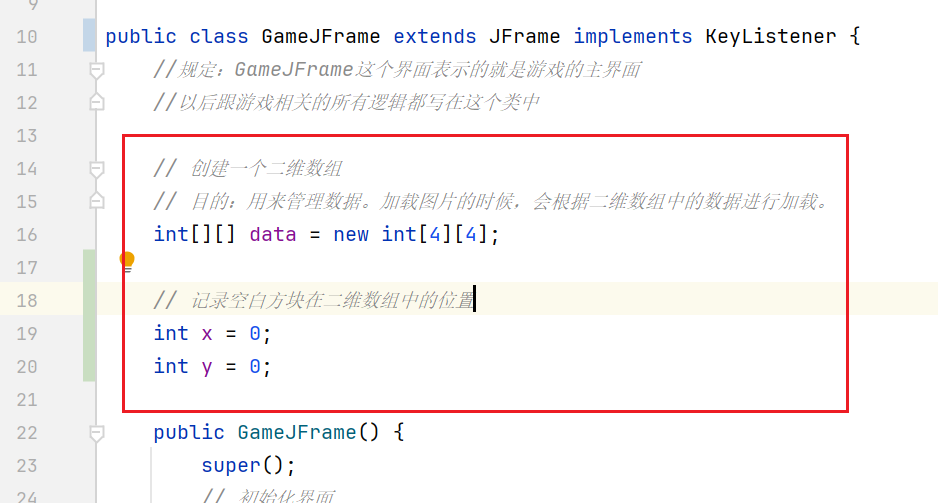 9
10 public class GameJFrame extends JFrame implements KeyListener {
11 //规定：GameJFrame这个界面表示的就是游戏的主界面
12 //以后跟游戏相关的所有逻辑都写在这个类中
13
14 // 创建一个二维数组
15 // 目的：用来管理数据。加载图片的时候，会根据二维数组中的数据进行加载。
16 int[][] data = new int[4][4];
17
18 // 记录空白方块在二维数组中的位置
19 int x = 0;
20 int y = 0;
21
22 public GameJFrame() {
23 super();
24 // 初始化界面